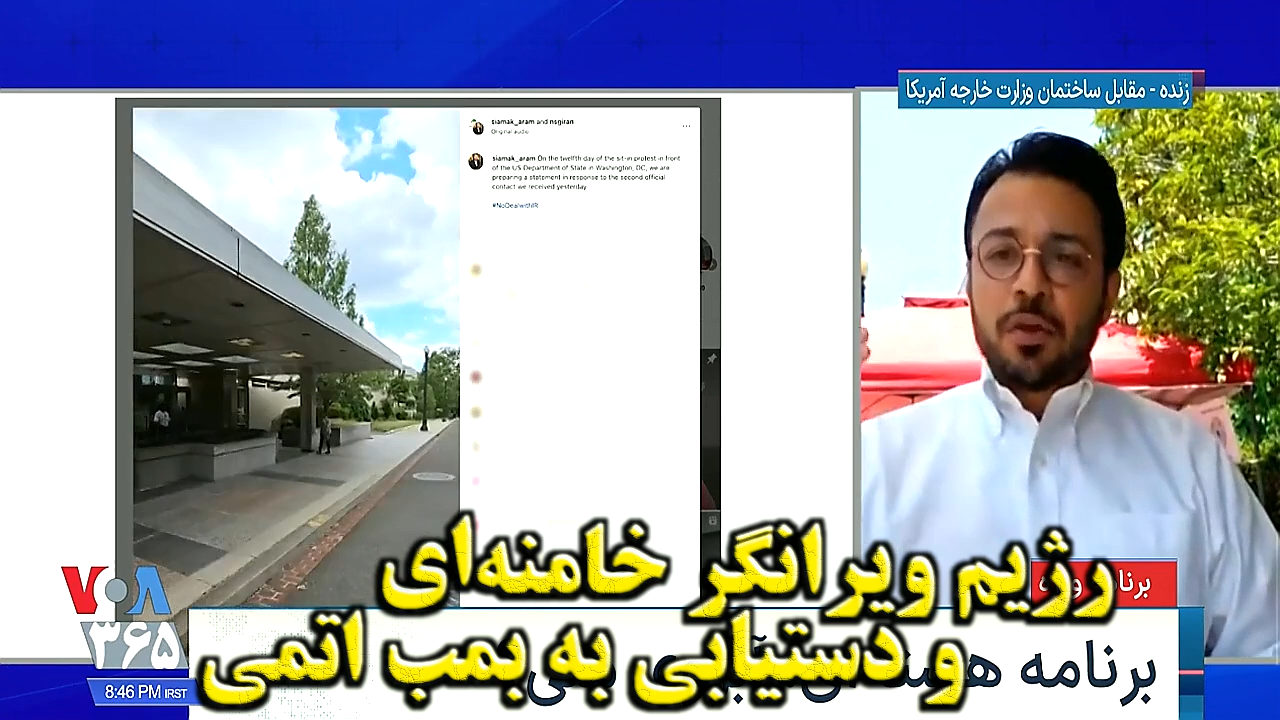 زنده - مقابل ساختمان وزارت خارجه آمریکا
siamak_aram and nsgiran
Original audio
siamak_aram On the twelfth day of the sit-in protest in front
of the US Department of State in Washington, DC, we are
preparing a statement in response to the second official
contact we received yesterday.
#NoDealwithIR
رژیم ویرانگر خامنه‌ای
و دستیابی به بمب اتمی
برنامه
VOA
۳۶۵
8:46 PM IRST